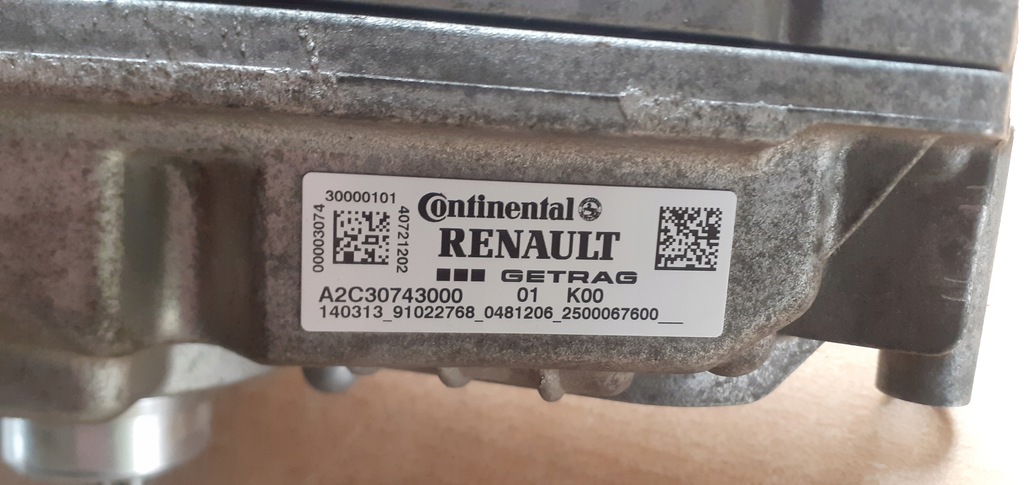 30000101
00003074
40721202
Continental
RENAULT
GETRAG
A2C30743000 01 K00
140313_91022768_0481206_2500067600___